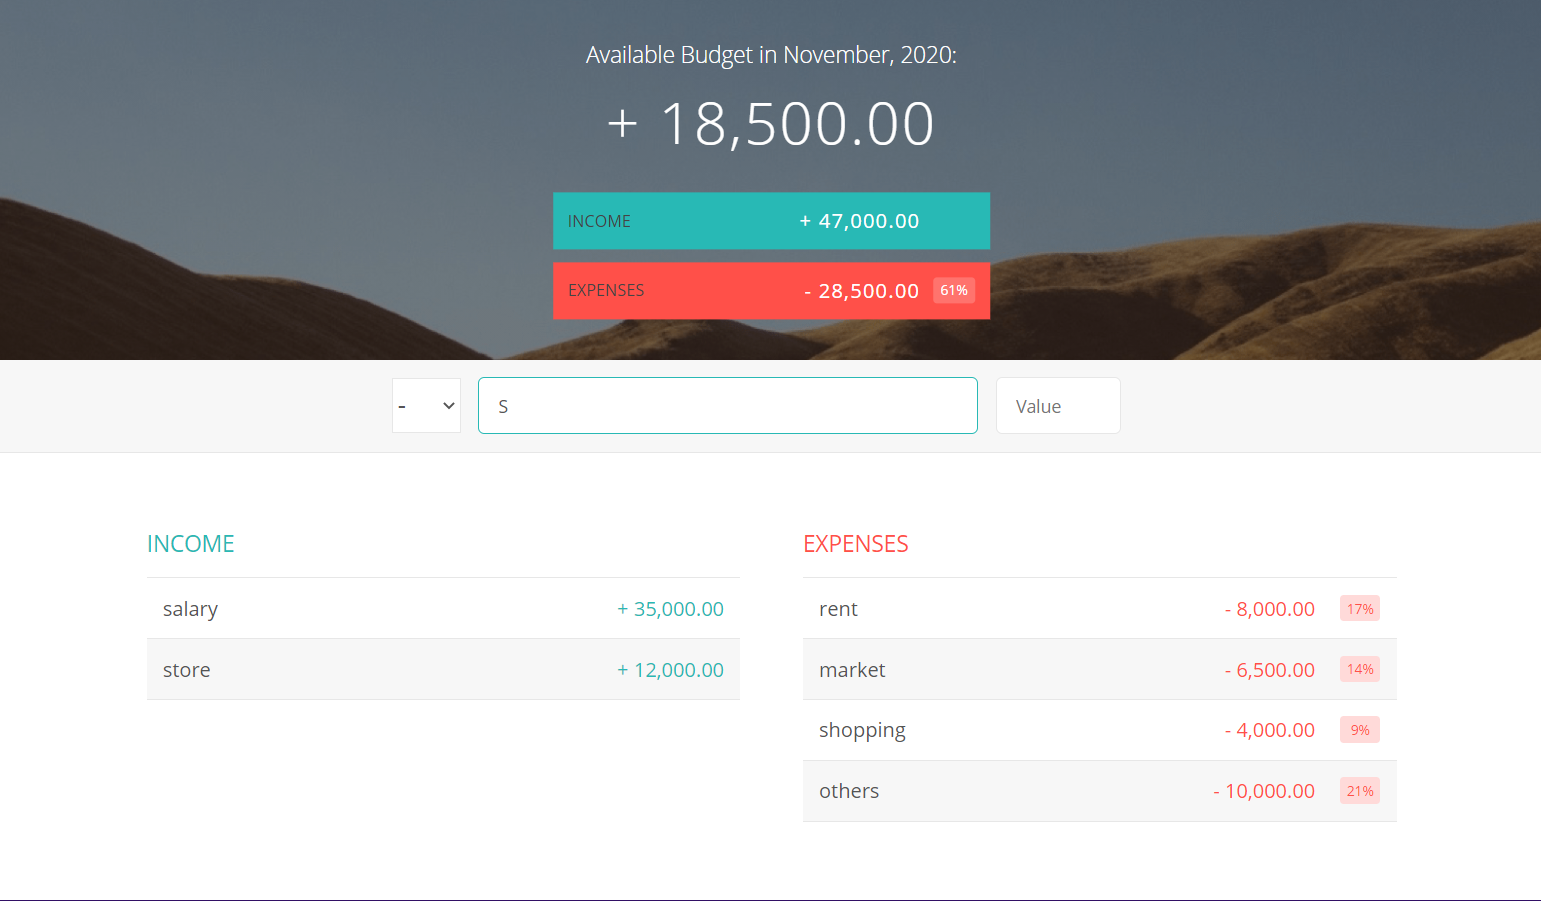 Available Budget in November, 2020:
+ 18,500.00
INCOME + 47,000.00
EXPENSES - 28,500.00 61%
- S Value
INCOME
salary + 35,000.00
store + 12,000.00
EXPENSES
rent - 8,000.00 17%
market - 6,500.00 14%
shopping - 4,000.00 9%
others - 10,000.00 21%